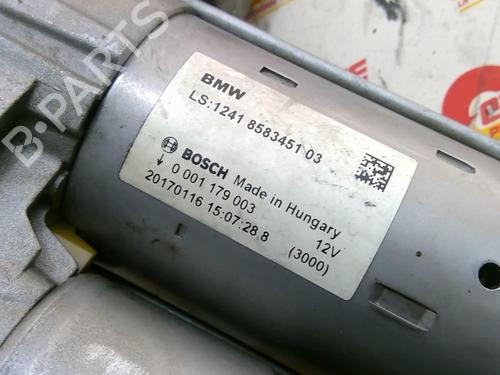 BMW
LS:1241 8583451 03
BOSCH Made in Hungary
0 001 179 003 12V
20170116 15:07:28 8 (3000)